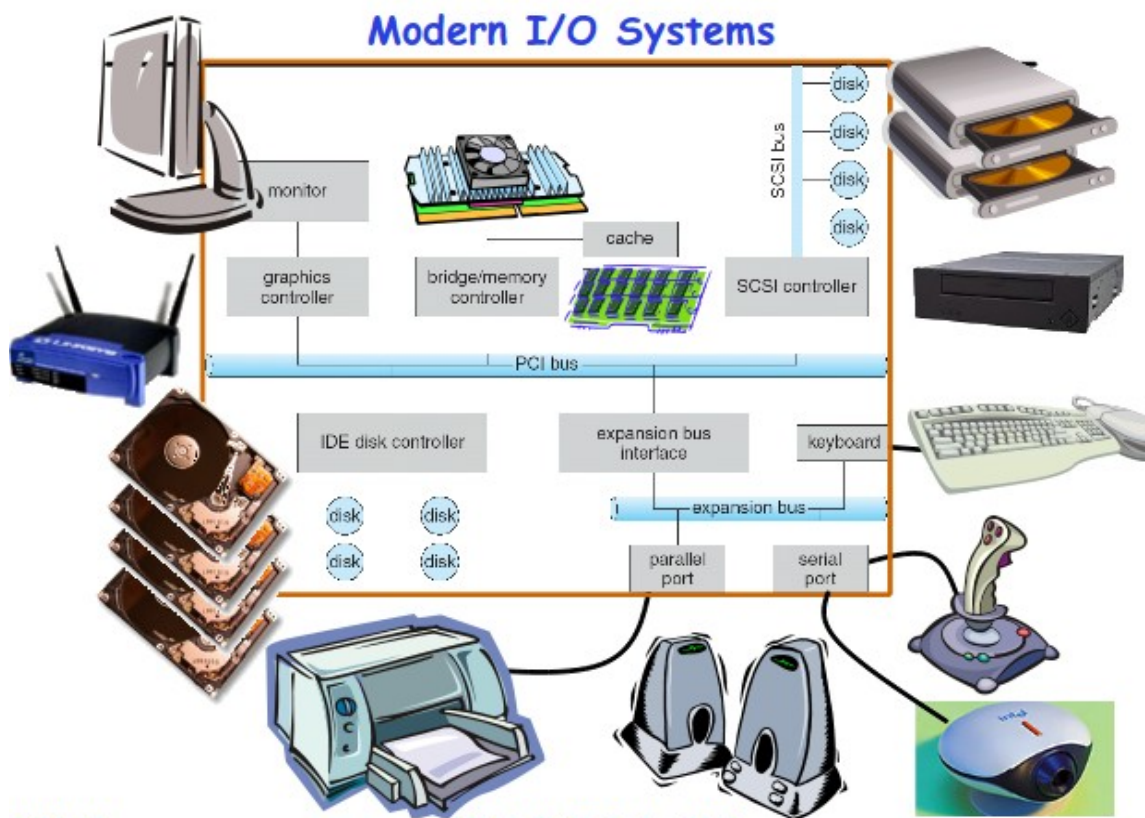 Modern I/O Systems
disk
disk
disk
disk
SCSI bus
monitor
cache
graphics
controller
bridge/memory
controller
SCSI controller
PCI bus
IDE disk controller
expansion bus
interface
keyboard
disk
disk
expansion bus
disk
disk
parallel
port
serial
port
intel